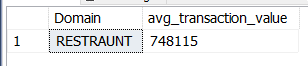 Domain avg_transaction_value
1 RESTRAUNT 748115